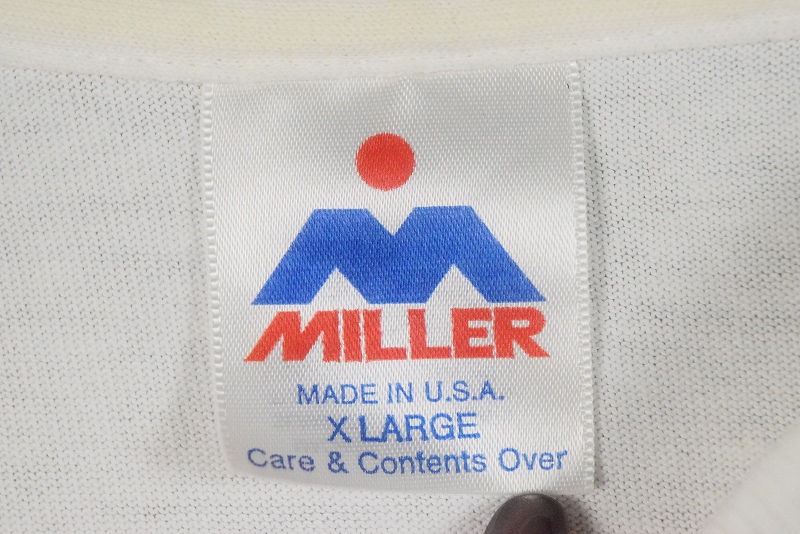 MILLER
MADE IN U.S.A.
X LARGE
Care & Contents Over